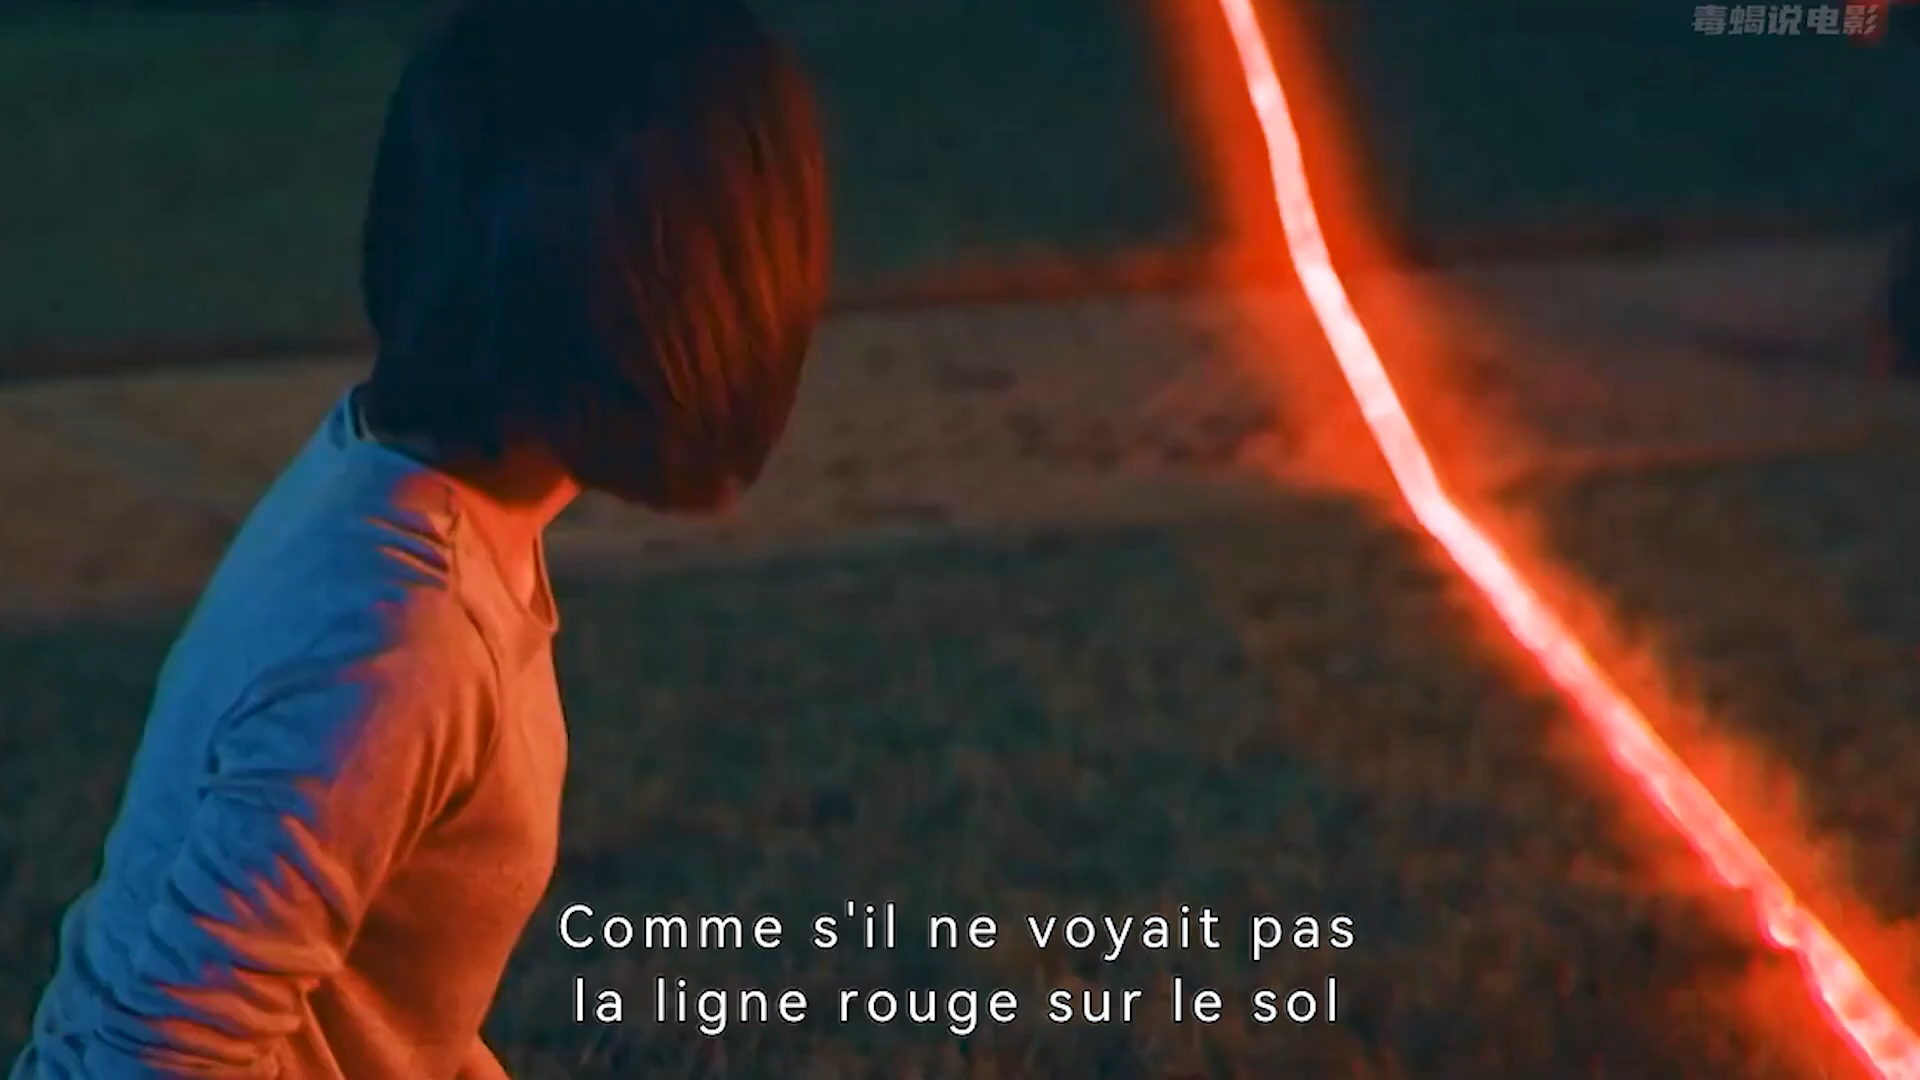 毒蝎说电影
Comme s'il ne voyait pas
la ligne rouge sur le sol